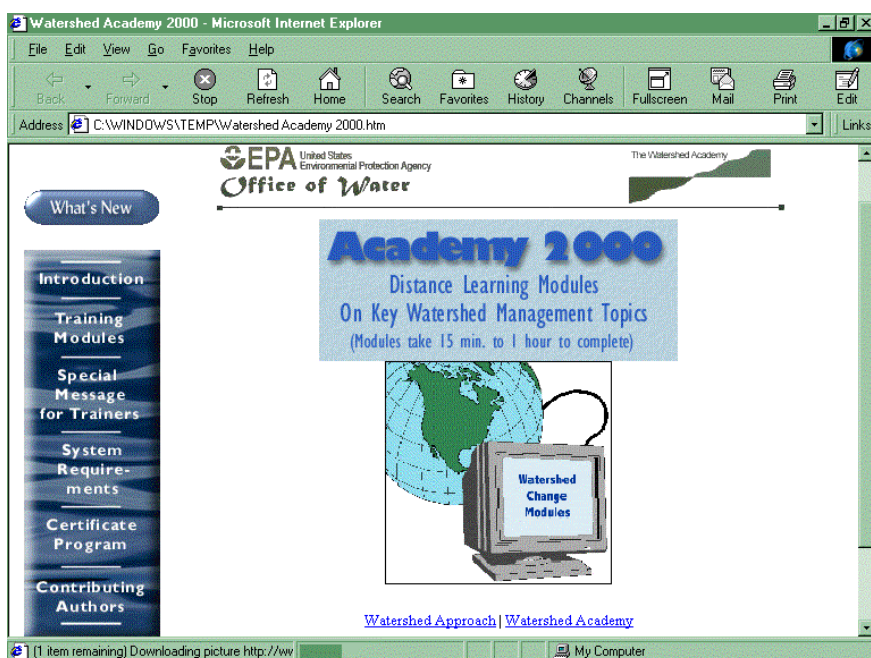 Watershed Academy 2000 - Microsoft Internet Explorer
File Edit View Go Favorites Help
Back Forward Stop Refresh Home Search Favorites History Channels Fullscreen Mail Print Edit
Address C:\WINDOWS\TEMP\Watershed Academy 2000.htm Links
EPA United States
Environmental Protection Agency
Office of Water
The Watershed Academy
What's New
Introduction
Training
Modules
Special
Message
for Trainers
System
Require-
ments
Certificate
Program
Contributing
Authors
Academy 2000
Distance Learning Modules
On Key Watershed Management Topics
(Modules take 15 min. to 1 hour to complete)
Watershed
Change
Modules
Watershed Approach | Watershed Academy
(1 item remaining) Downloading picture http://ww My Computer